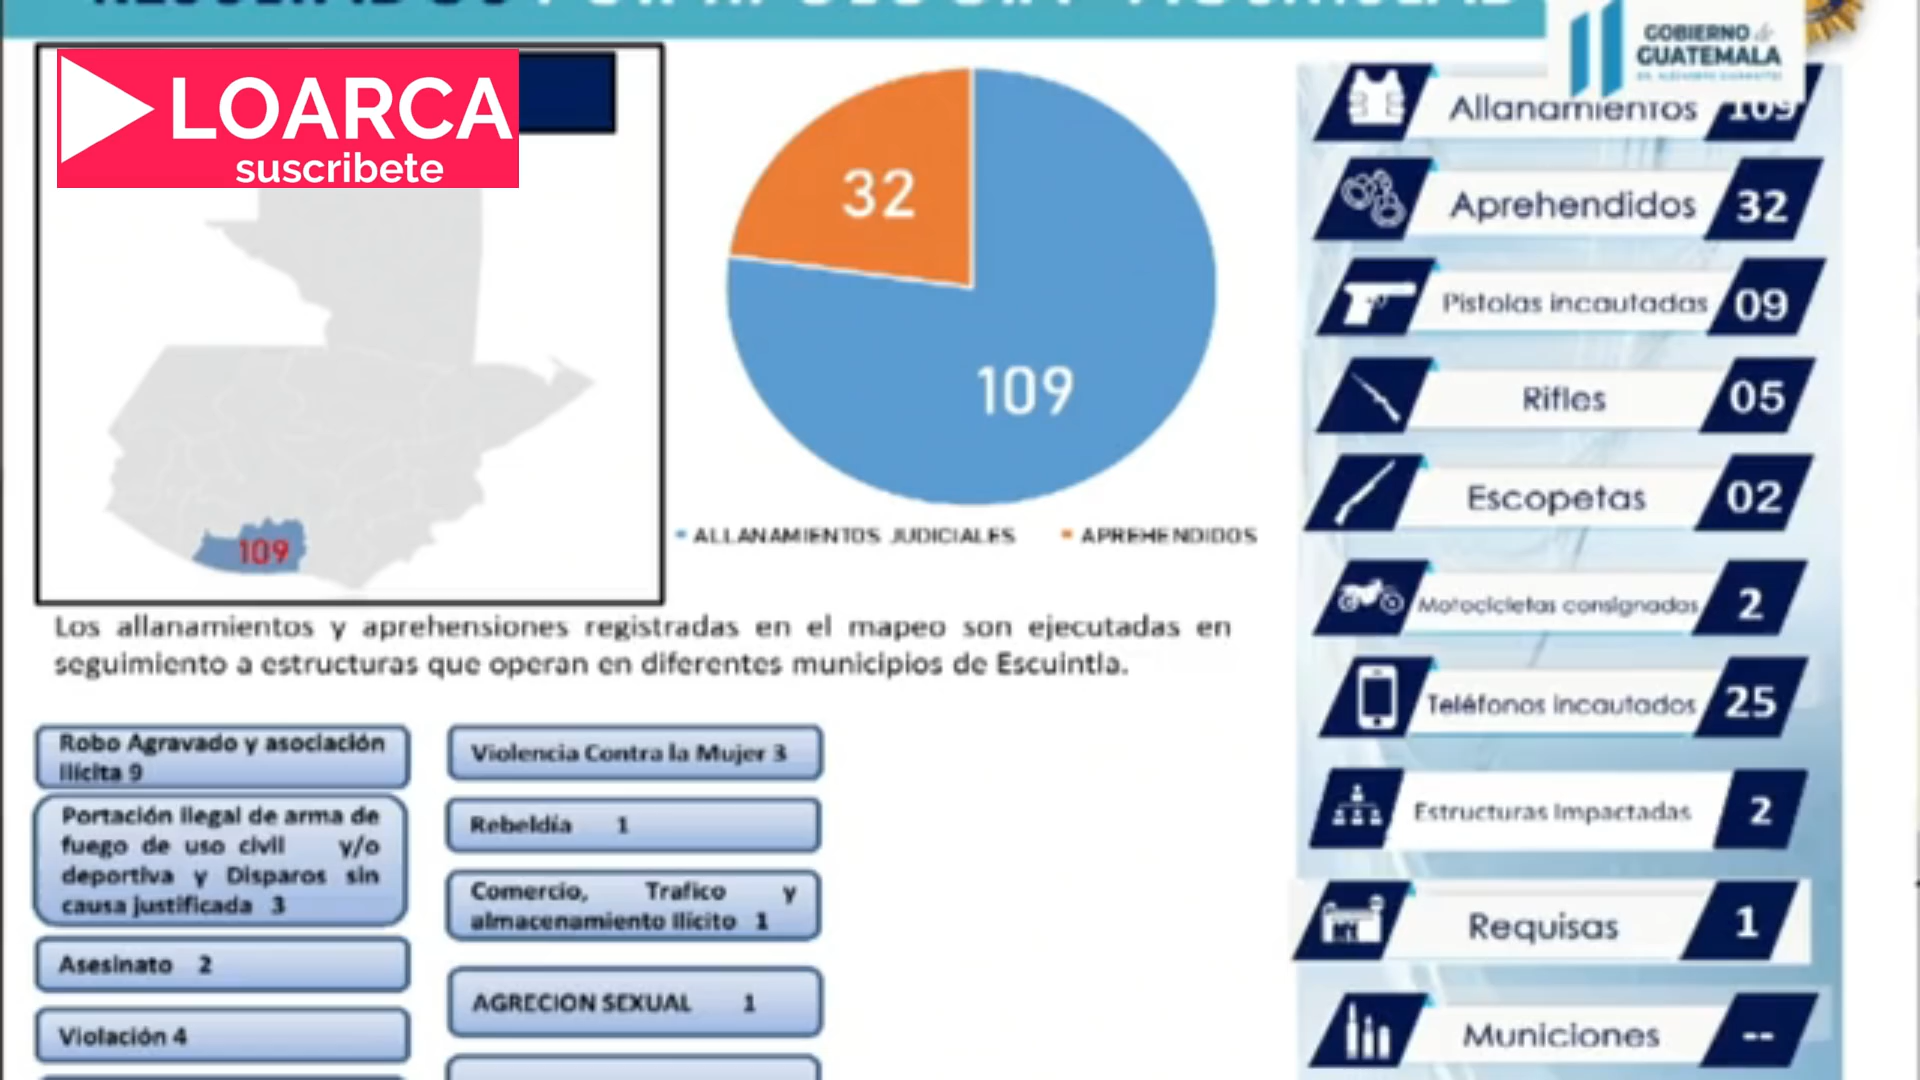 GOBIERNO de
GUATEMALA
LOARCA
suscribete
32
109
ALLANAMIENTOS JUDICIALES
APREHENDIDOS
109
Los allanamientos y aprehensiones registradas en el mapeo son ejecutadas en
seguimiento a estructuras que operan en diferentes municipios de Escuintla.
Robo Agravado y asociación
Ilícita 9
Portación Ilegal de arma de
fuego de uso civil y/o
deportiva y Disparos sin
causa justificada 3
Asesinato 2
Violación 4
Violencia Contra la Mujer 3
Rebeldía 1
Comercio, Trafico y
almacenamiento Ilícito 1
AGRECION SEXUAL 1
Allanamientos 109
Aprehendidos 32
Pistolas incautadas 09
Rifles 05
Escopetas 02
Motocicletas consignadas 2
Teléfonos incautados 25
Estructuras Impactadas 2
Requisas 1
Municiones --